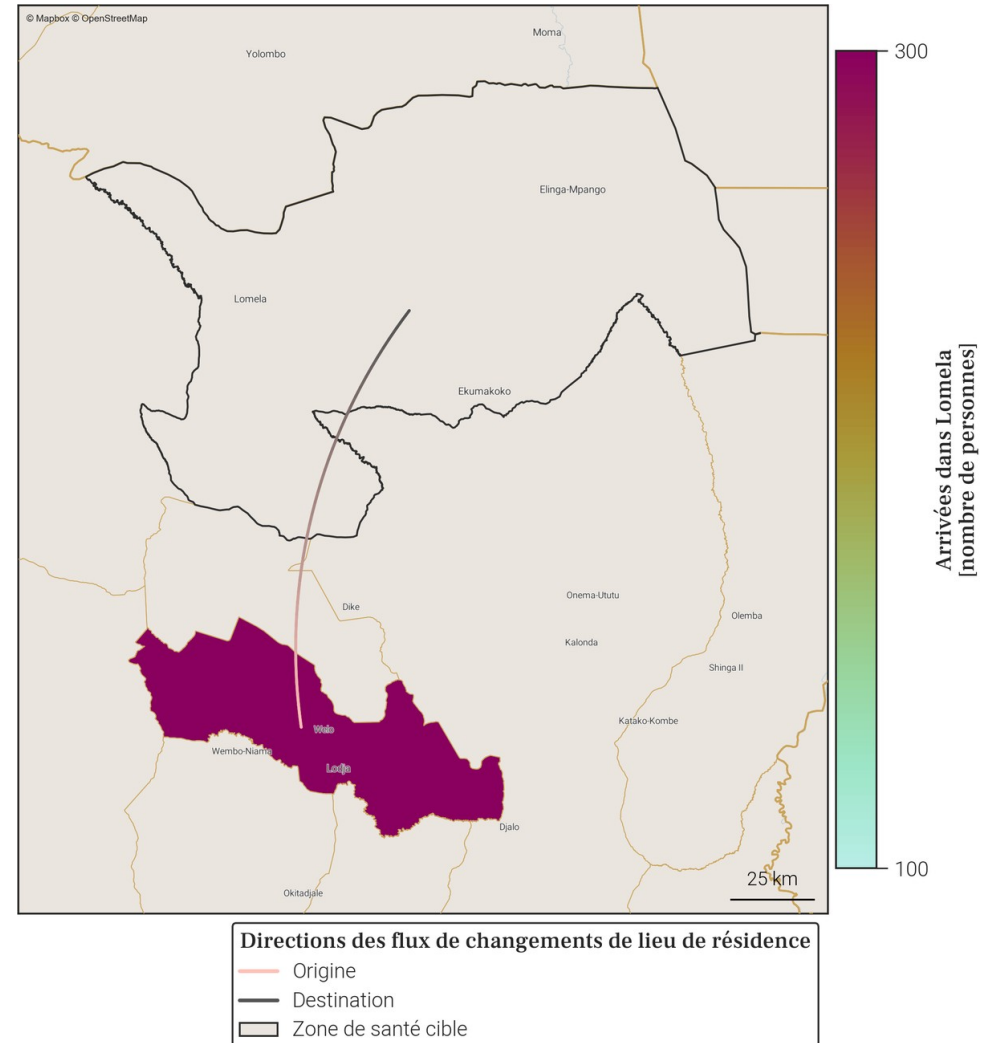 © Mapbox © OpenStreetMap
Moma
Yolombo
300
Elinga-Mpango
Lomela
Ekumakoko
Arrivées dans Lomela
[nombre de personnes]
Onema-Ututu
Dike
Olemba
Kalonda
Shinga II
Katako-Kombe
Welo
Wembo-Niama
Lodja
Djalo
100
25 km
Okitadjale
Directions des flux de changements de lieu de résidence
Origine
Destination
Zone de santé cible